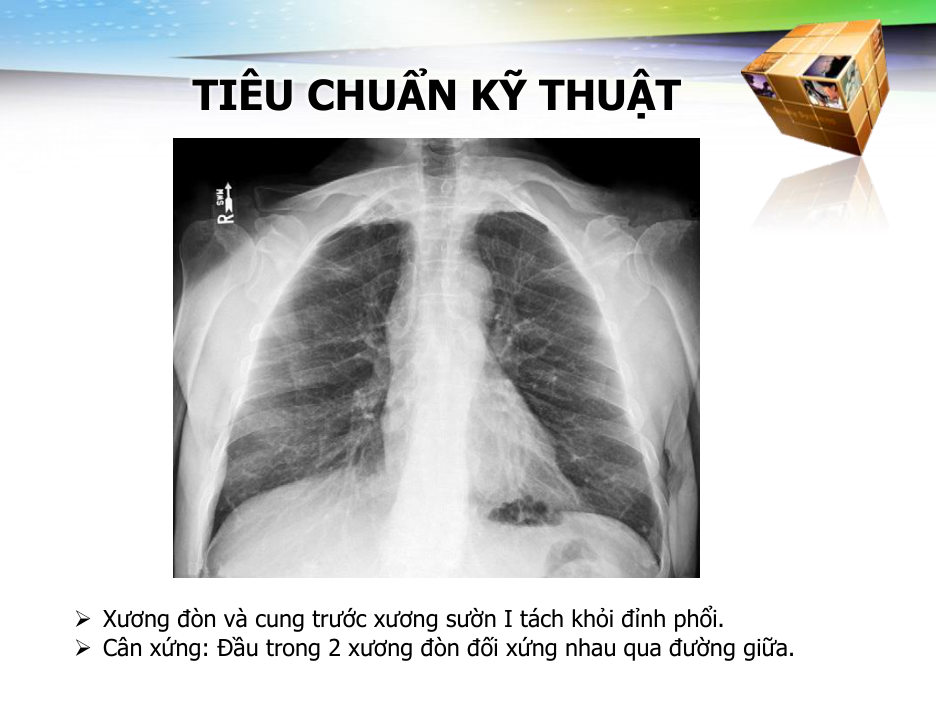 TIÊU CHUẨN KỸ THUẬT
R
MWS
➢ Xương đòn và cung trước xương sườn I tách khỏi đỉnh phổi.
➢ Cân xứng: Đầu trong 2 xương đòn đối xứng nhau qua đường giữa.